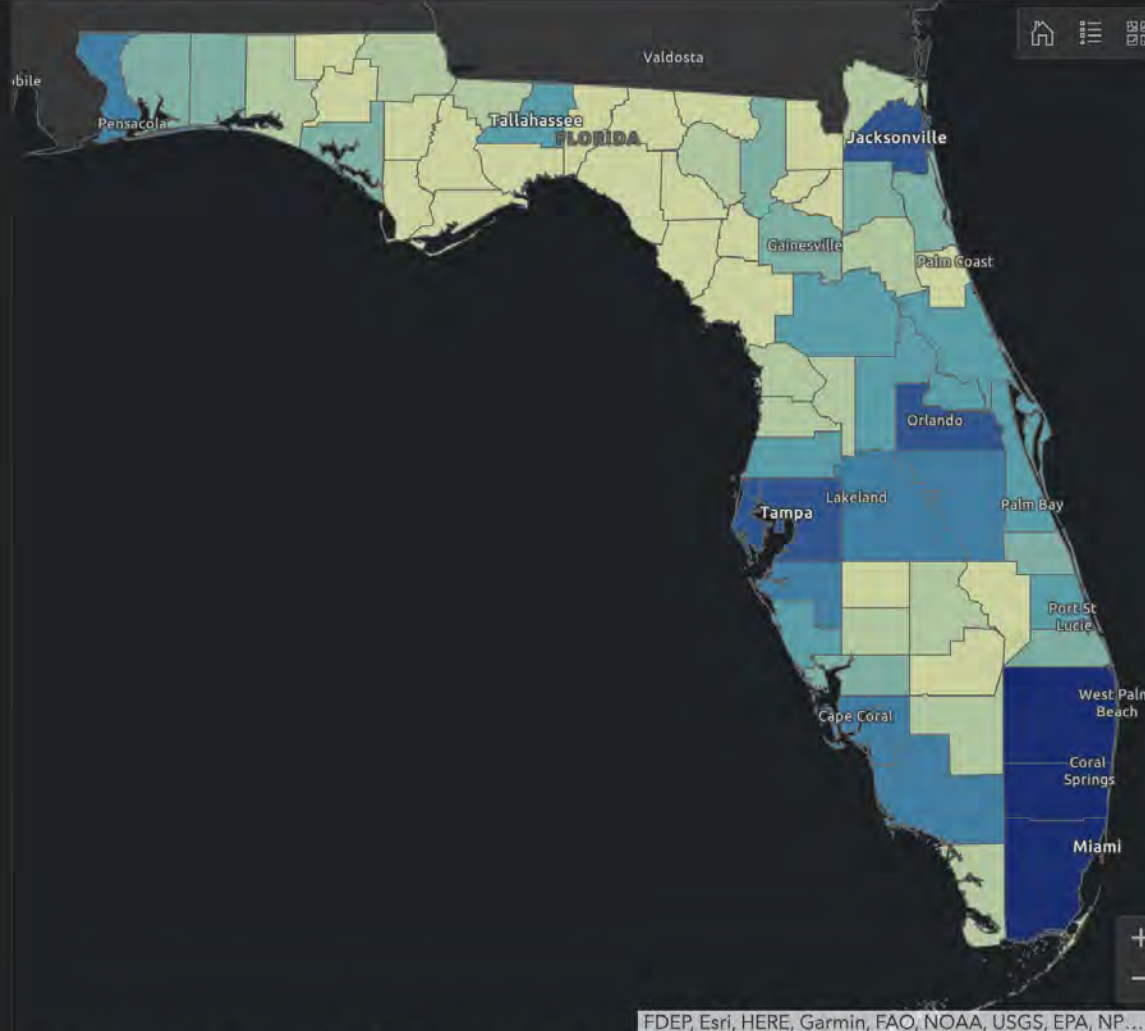 Valdosta
bile
Pensacola
Tallahassee
FLORIDA
Jacksonville
Gainesville
Palm Coast
Orlando
Lakeland
Tampa
Palm Bay
Port St
Lucie
West Palm
Beach
Cape Coral
Coral
Springs
Miami
+
−
FDEP, Esri, HERE, Garmin, FAO, NOAA, USGS, EPA, NP